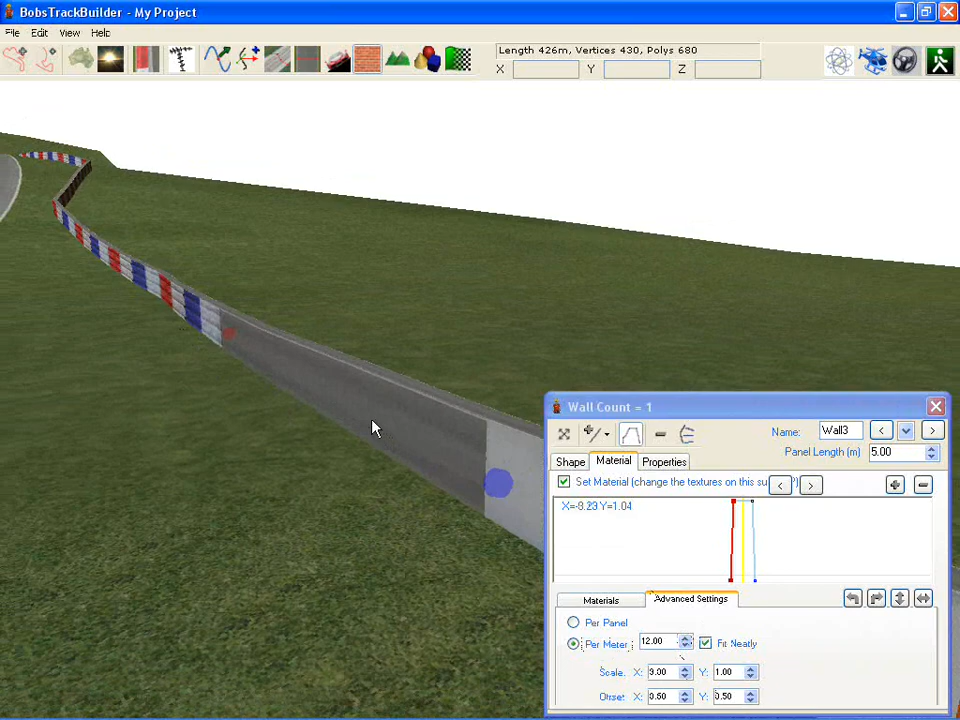 BobsTrackBuilder - My Project
File Edit View Help
Length 426m, Vertices 430, Polys 680
X Y Z
Wall Count = 1
Name: Wall3
Panel Length (m) 5.00
Shape Material Properties
Set Material (change the textures on this su
X=-8.23 Y=1.04
Materials Advanced Settings
Per Panel
Per Meter 12.00 Fit Neatly
Scale. X: 9.00 Y: 1.00
Offset X: 0.50 Y: 0.50